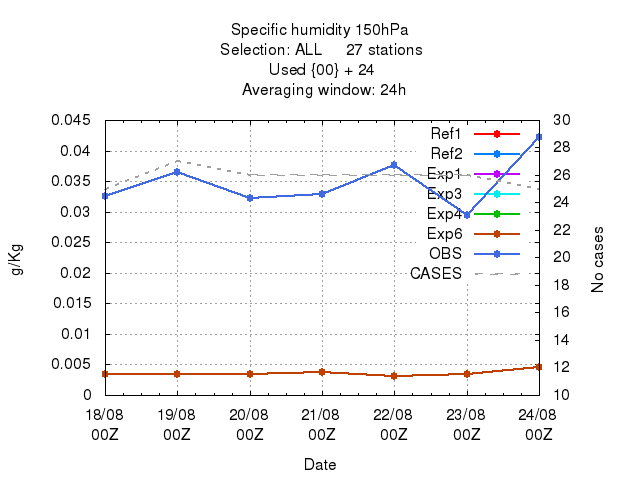 Specific humidity 150hPa
Selection: ALL 27 stations
Used {00} + 24
Averaging window: 24h
0.045
0.04
0.035
0.03
0.025
0.02
0.015
0.01
0.005
0
g/Kg
30
28
26
24
22
20
18
16
14
12
10
No cases
Ref1
Ref2
Exp1
Exp3
Exp4
Exp6
OBS
CASES
18/08 19/08 20/08 21/08 22/08 23/08 24/08
00Z 00Z 00Z 00Z 00Z 00Z 00Z
Date